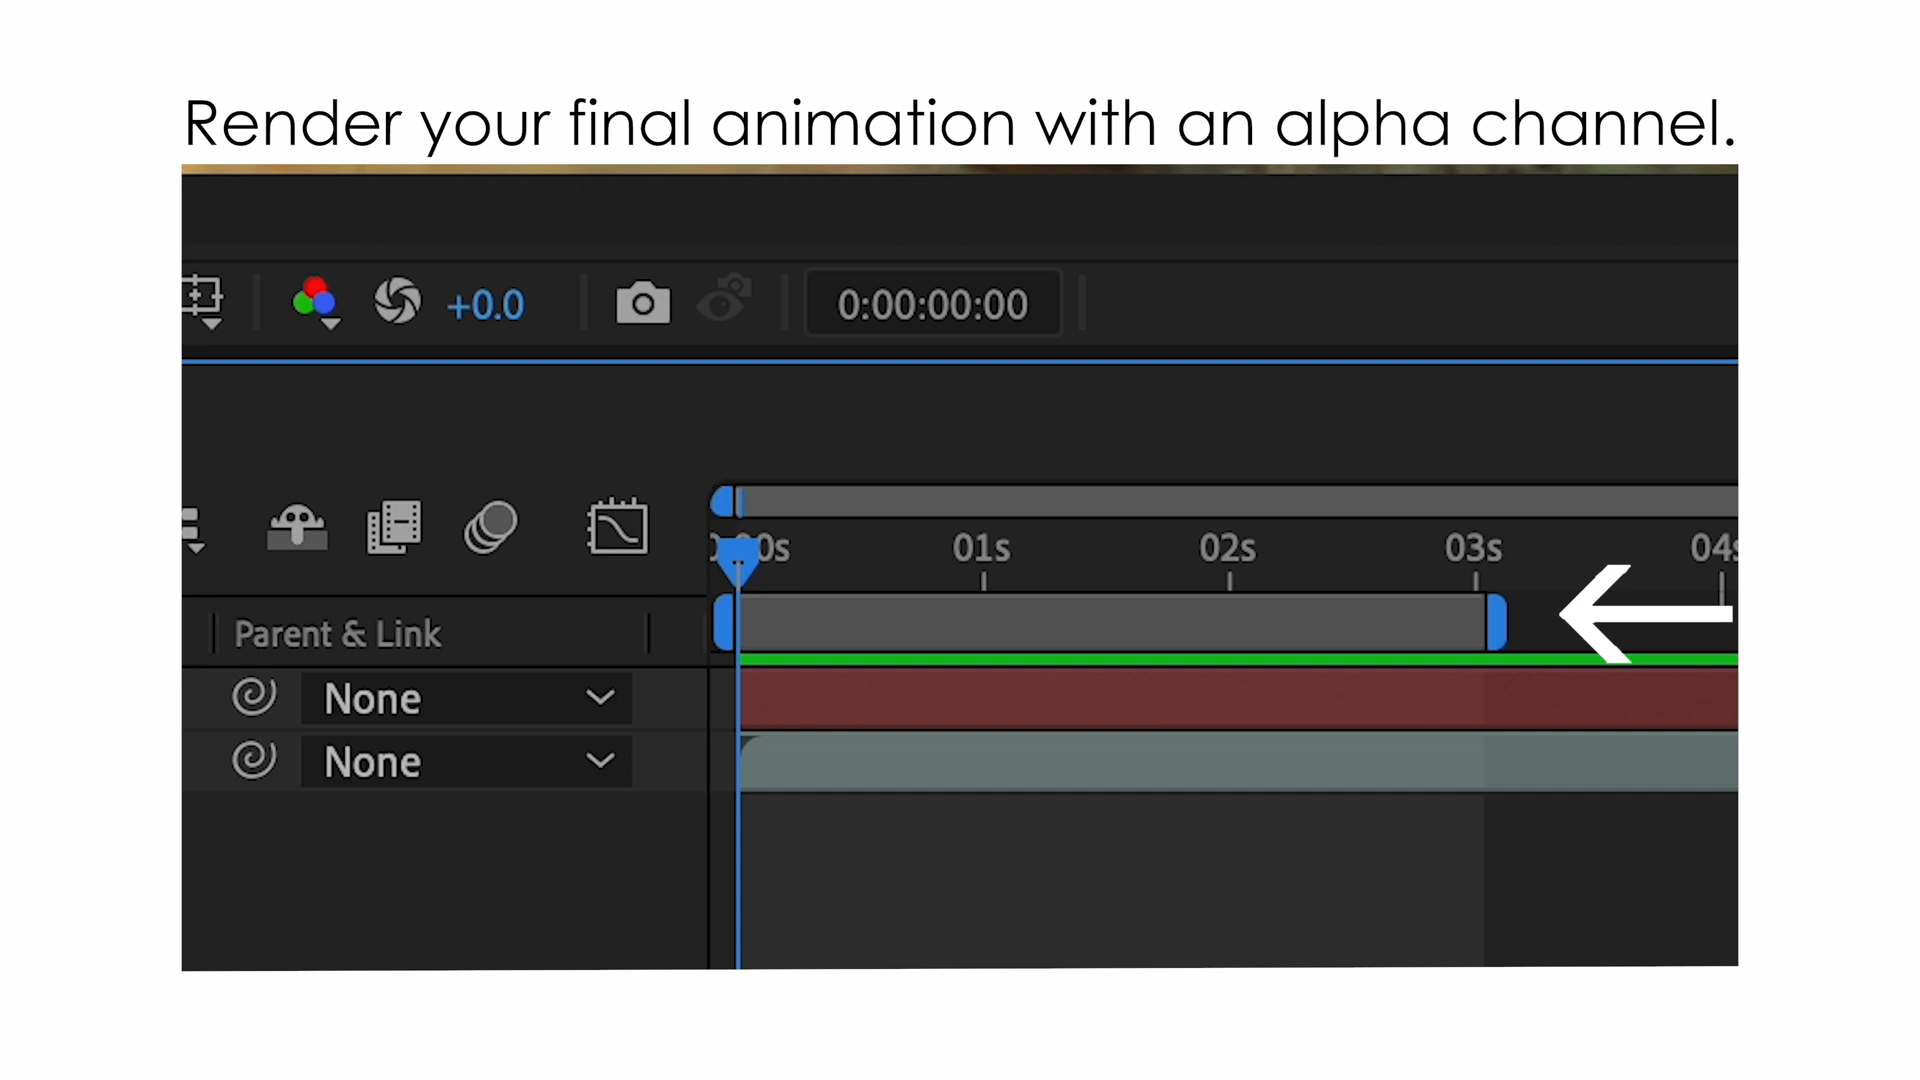 Render your final animation with an alpha channel.
+0.0
0:00:00:00
01s 02s 03s
Parent & Link
None
None